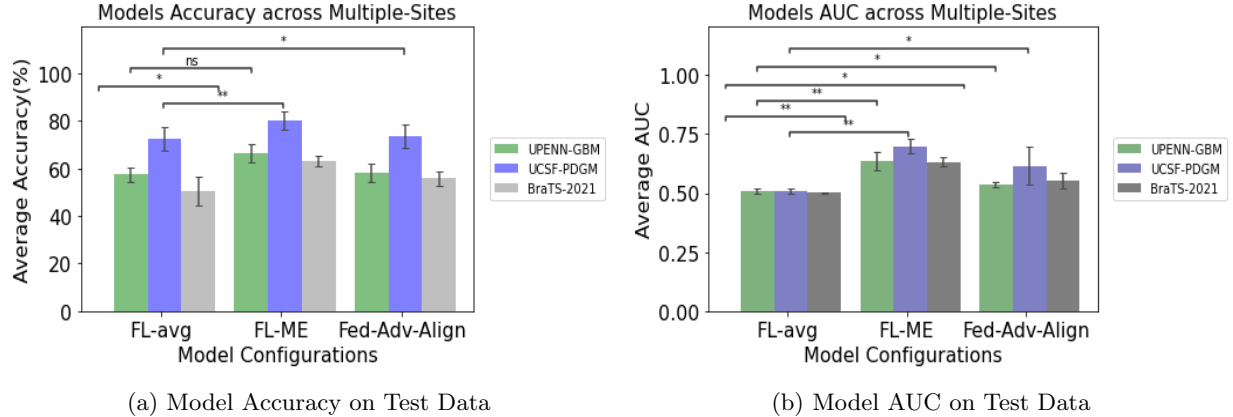 Models Accuracy across Multiple-Sites
Average Accuracy(%)
100
80
60
40
20
0
*
ns
*
**
FL-avg
FL-ME
Fed-Adv-Align
Model Configurations
UPENN-GBM
UCSF-PDGM
BraTS-2021
(a) Model Accuracy on Test Data
Models AUC across Multiple-Sites
Average AUC
1.00
0.75
0.50
0.25
0.00
*
*
*
**
**
**
FL-avg
FL-ME
Fed-Adv-Align
Model Configurations
UPENN-GBM
UCSF-PDGM
BraTS-2021
(b) Model AUC on Test Data